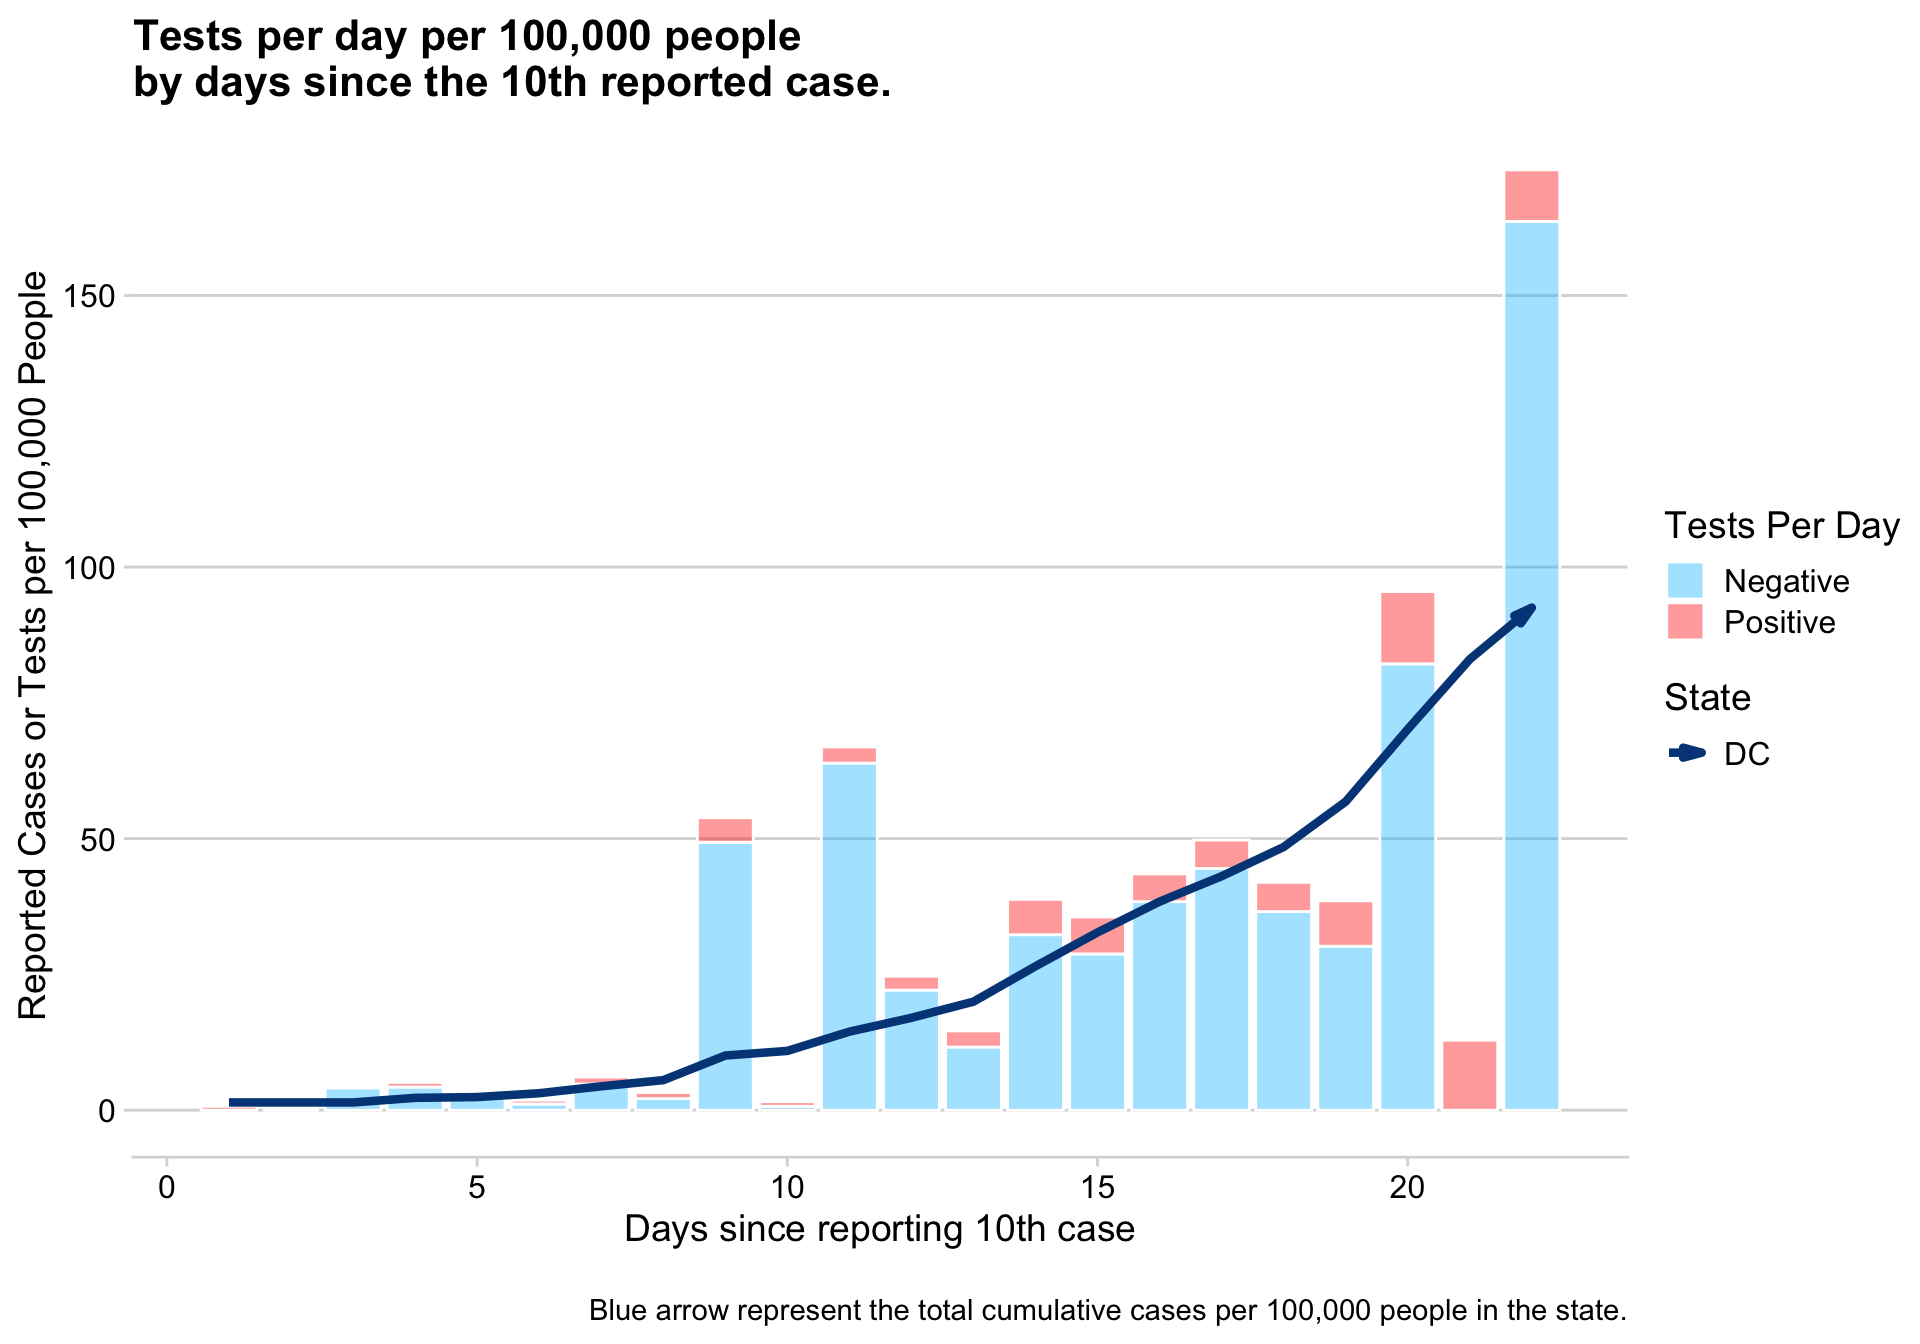 Tests per day per 100,000 people
by days since the 10th reported case.
Reported Cases or Tests per 100,000 People
150
100
50
0
0 5 10 15 20
Days since reporting 10th case
Tests Per Day
Negative
Positive
State
DC
Blue arrow represent the total cumulative cases per 100,000 people in the state.